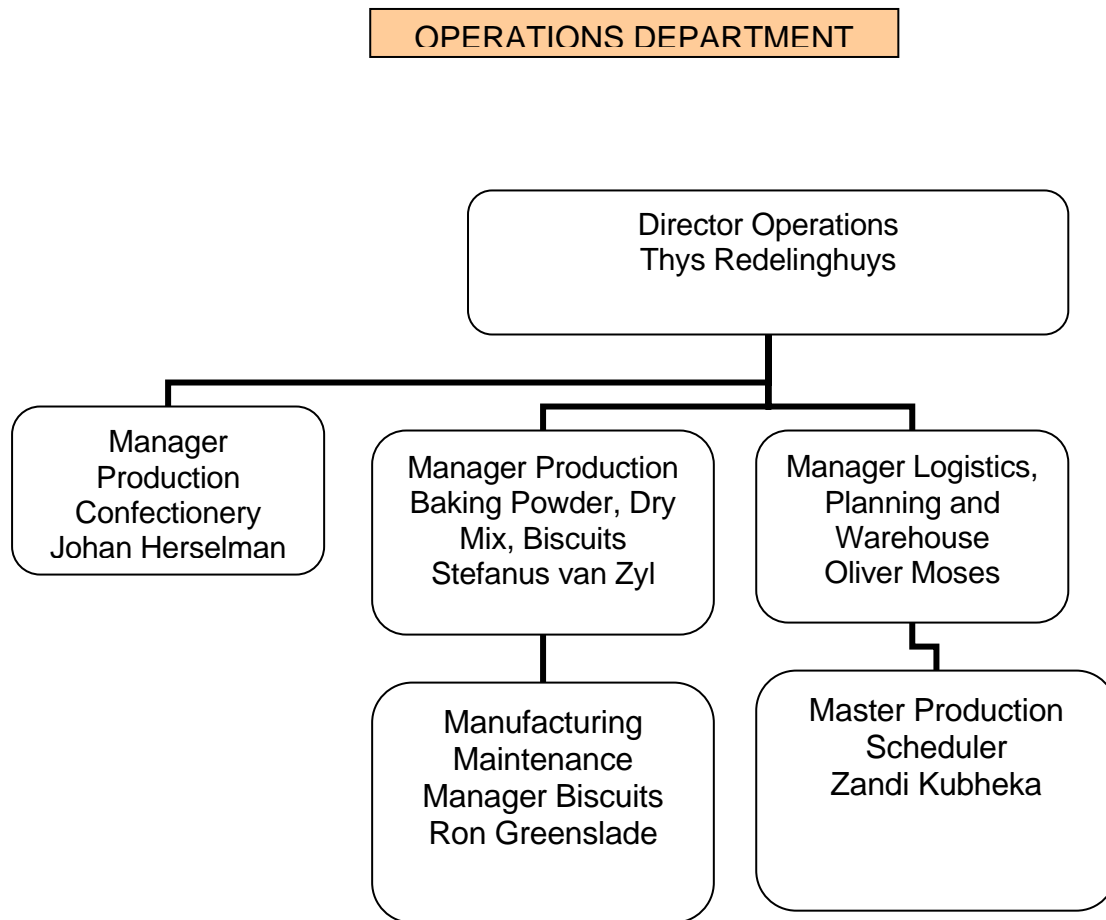 OPERATIONS DEPARTMENT
Director Operations
Thys Redelinghuys
Manager
Production
Confectionery
Johan Herselman
Manager Production
Baking Powder, Dry
Mix, Biscuits
Stefanus van Zyl
Manager Logistics,
Planning and
Warehouse
Oliver Moses
Manufacturing
Maintenance
Manager Biscuits
Ron Greenslade
Master Production
Scheduler
Zandi Kubheka